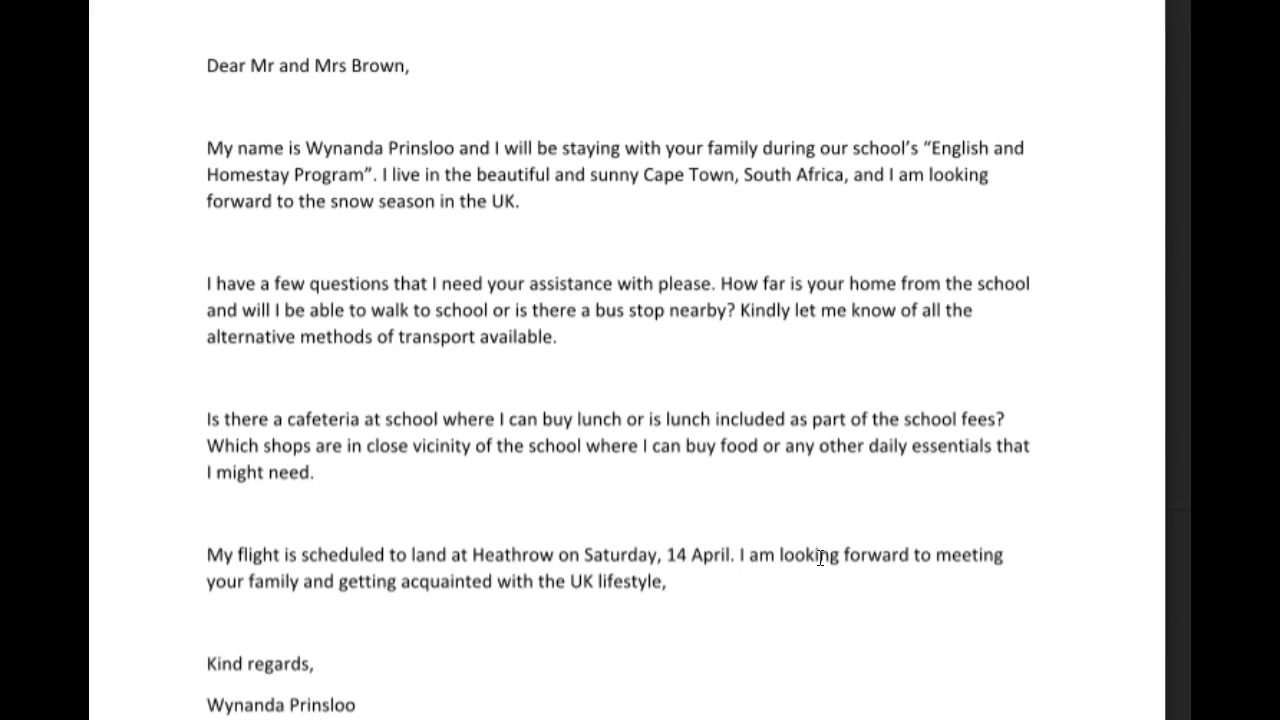 Dear Mr and Mrs Brown,
My name is Wynanda Prinsloo and I will be staying with your family during our school’s “English and
Homestay Program”. I live in the beautiful and sunny Cape Town, South Africa, and I am looking
forward to the snow season in the UK.
I have a few questions that I need your assistance with please. How far is your home from the school
and will I be able to walk to school or is there a bus stop nearby? Kindly let me know of all the
alternative methods of transport available.
Is there a cafeteria at school where I can buy lunch or is lunch included as part of the school fees?
Which shops are in close vicinity of the school where I can buy food or any other daily essentials that
I might need.
My flight is scheduled to land at Heathrow on Saturday, 14 April. I am looking forward to meeting
your family and getting acquainted with the UK lifestyle,
Kind regards,
Wynanda Prinsloo